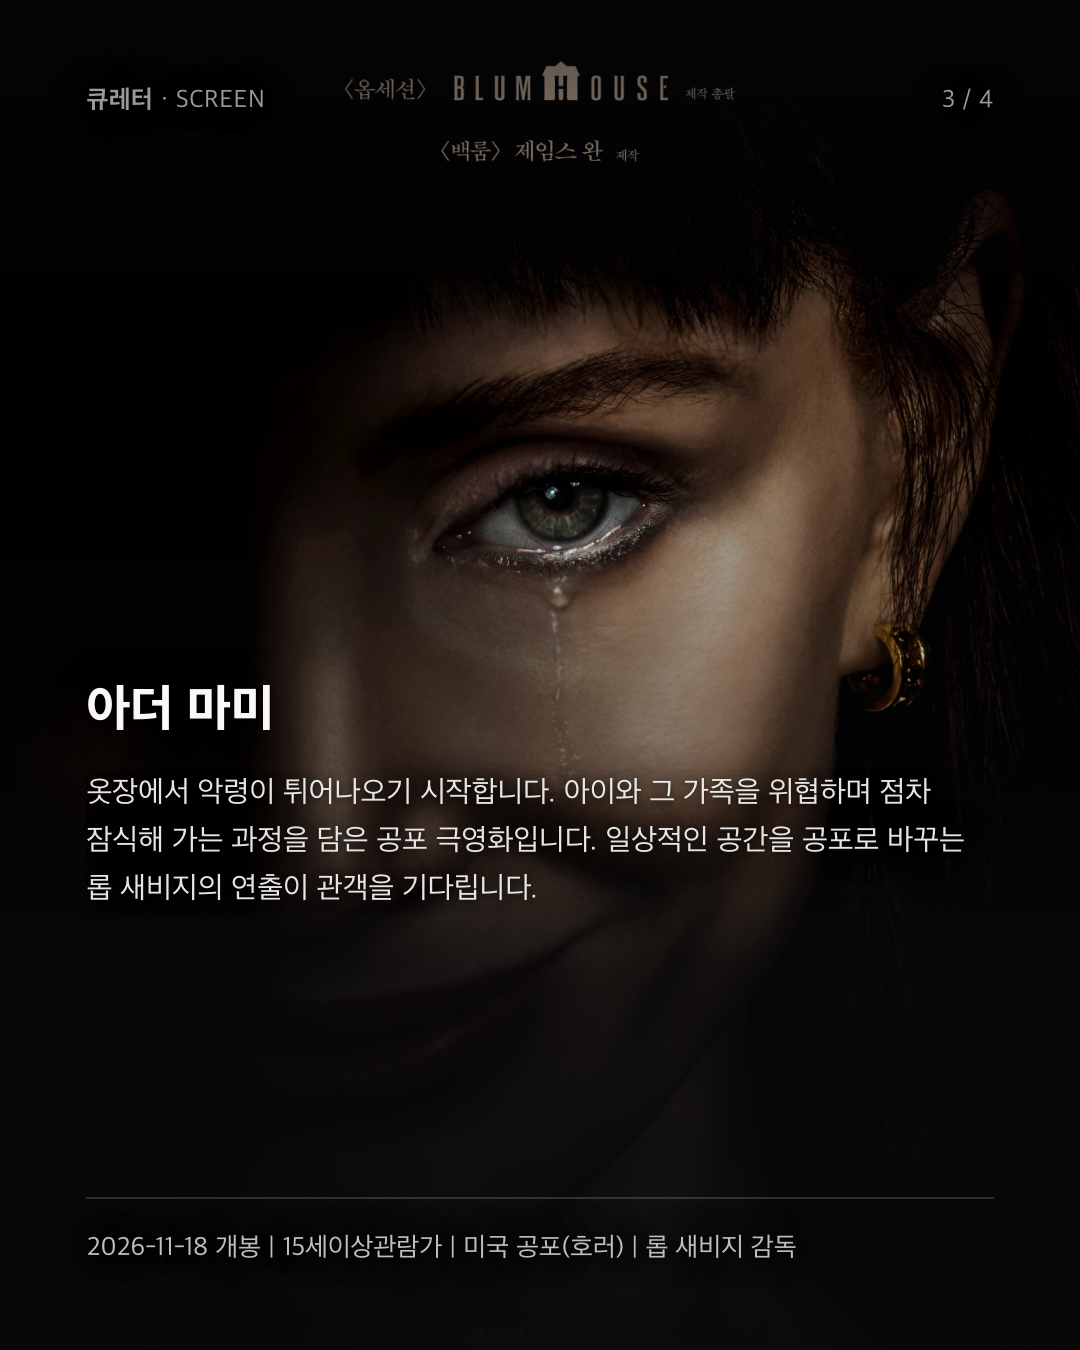 큐레터 · SCREEN
〈옵세션〉 BLUMHOUSE 제작 총괄
3 / 4
〈백룸〉 제임스 완 제작
아더 마미
옷장에서 악령이 튀어나오기 시작합니다. 아이와 그 가족을 위협하며 점차
잠식해 가는 과정을 담은 공포 극영화입니다. 일상적인 공간을 공포로 바꾸는
롭 새비지의 연출이 관객을 기다립니다.
2026-11-18 개봉 | 15세이상관람가 | 미국 공포(호러) | 롭 새비지 감독